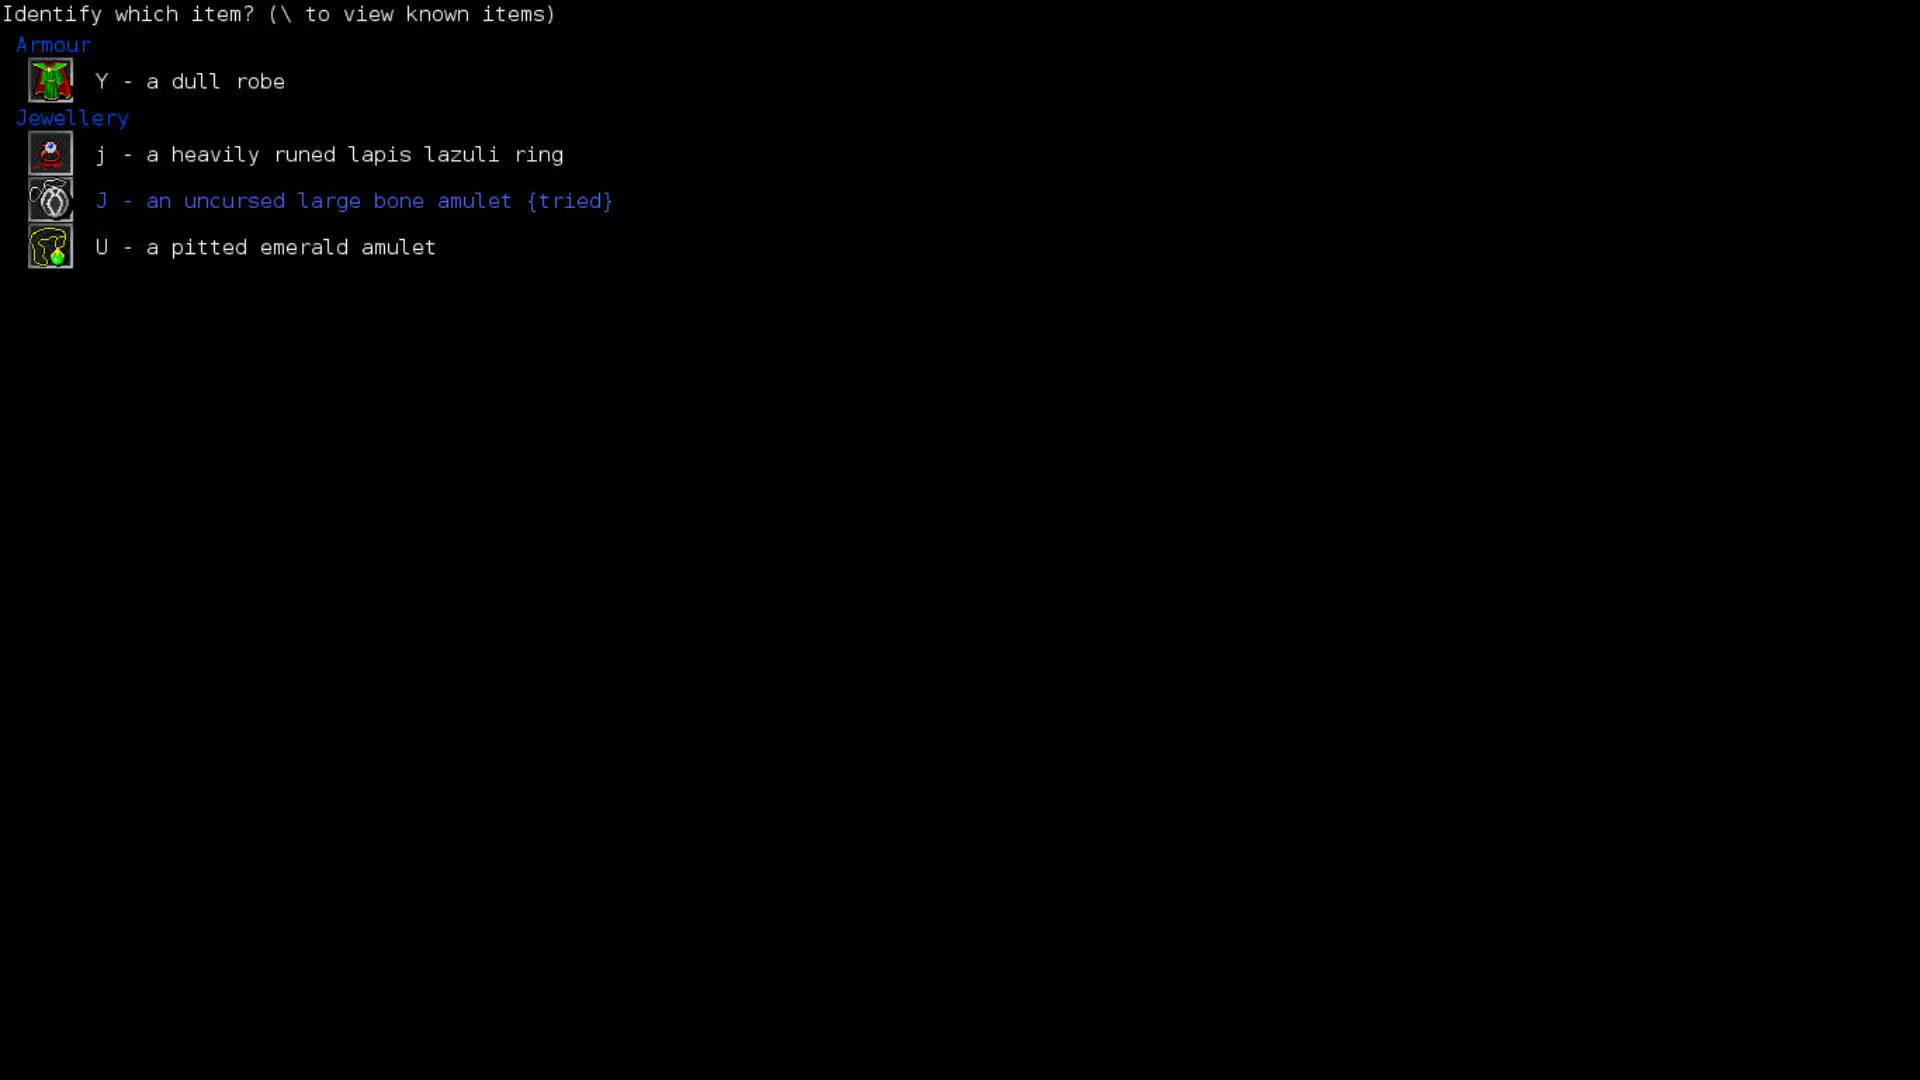 Identify which item? (\ to view known items)
Armour
Y - a dull robe
Jewellery
j - a heavily runed lapis lazuli ring
J - an uncursed large bone amulet {tried}
U - a pitted emerald amulet